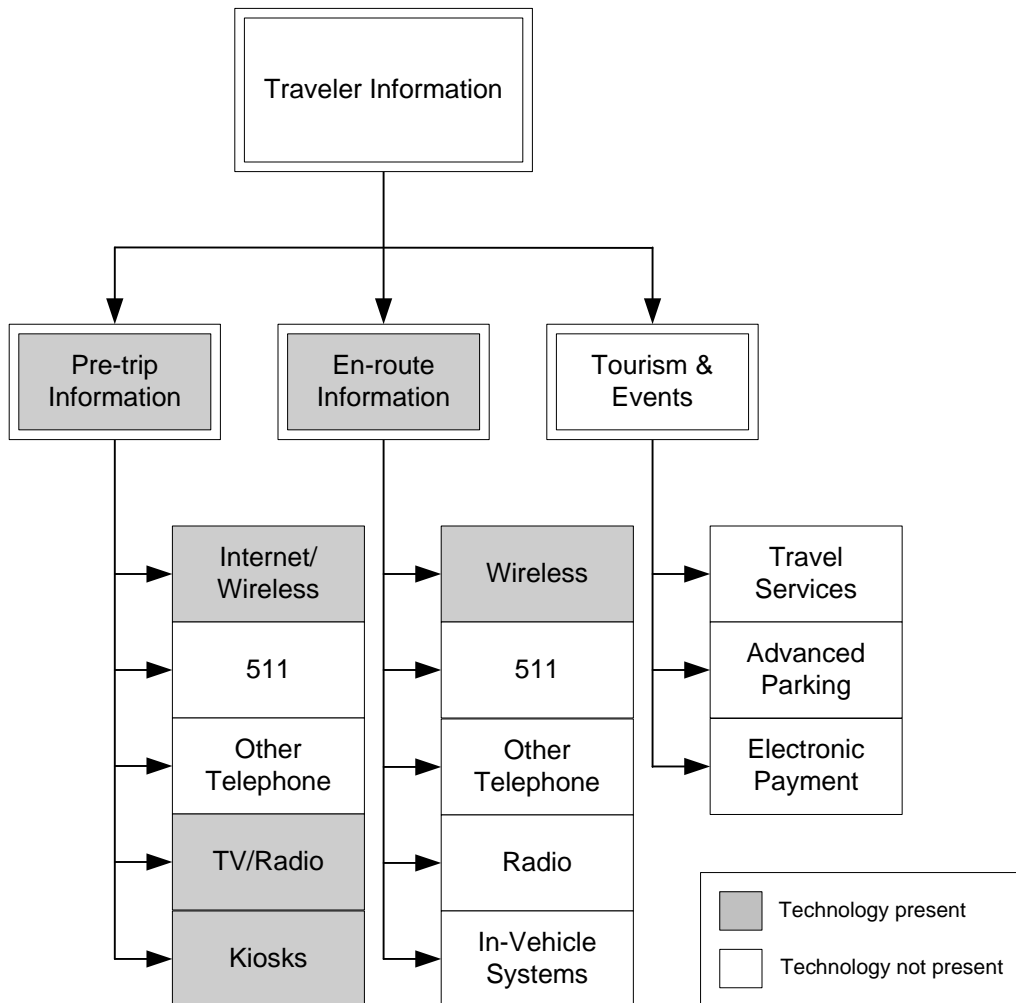 Traveler Information
Pre-trip
Information
En-route
Information
Tourism &
Events
Internet/
Wireless
511
Other
Telephone
TV/Radio
Kiosks
Wireless
511
Other
Telephone
Radio
In-Vehicle
Systems
Travel
Services
Advanced
Parking
Electronic
Payment
Technology present
Technology not present